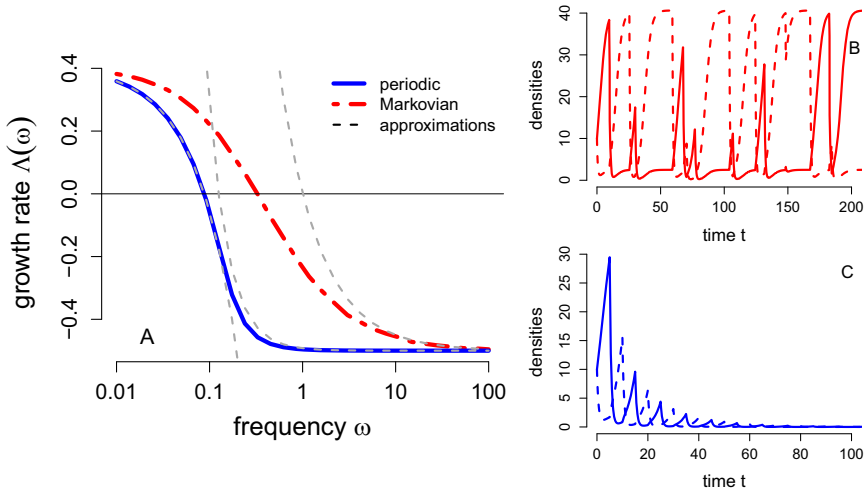 growth rate Λ(ω)
0.4
0.2
0.0
−0.2
−0.4
periodic
Markovian
approximations
A
0.01
0.1
1
10
100
frequency ω
densities
40
30
20
10
0
B
0
50
100
150
200
time t
densities
30
25
20
15
10
5
0
C
0
20
40
60
80
100
time t